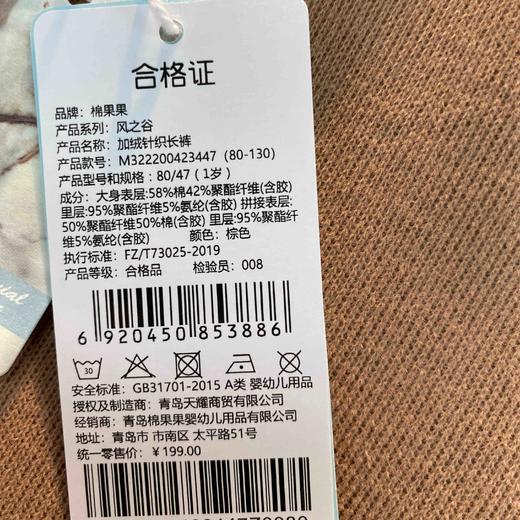 合格证
品牌: 棉果果
产品系列: 风之谷
产品名称: 加绒针织长裤
产品款号: M322200423447 (80-130)
产品型号和规格: 80/47 (1岁)
成分: 大身表层:58%棉42%聚酯纤维(含胶)
里层:95%聚酯纤维5%氨纶(含胶) 拼接表层:
50%聚酯纤维50%棉(含胶) 里层:95%聚酯纤
维5%氨纶(含胶) 颜色: 棕色
执行标准: FZ/T73025-2019
产品等级: 合格品 检验员: 008
6 920450 853886
30
安全标准: GB31701-2015 A类 婴幼儿用品
授权及制造商: 青岛天耀商贸有限公司
经销商: 青岛棉果果婴幼儿用品有限公司
地址: 青岛市 市南区 太平路51号
统一零售价: ¥199.00